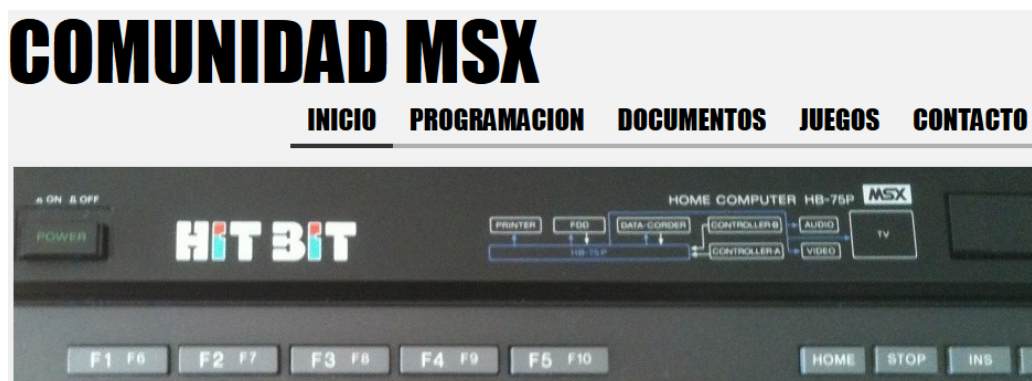 COMUNIDAD MSX
INICIO PROGRAMACION DOCUMENTOS JUEGOS CONTACTO
ON OFF
POWER
HiTBiT
HOME COMPUTER HB-75P MSX
PRINTER FDD DATA CORDER CONTROLLER-B AUDIO TV
HB-75P CONTROLLER-A VIDEO
F1 F6 F2 F7 F3 F8 F4 F9 F5 F10 HOME STOP INS